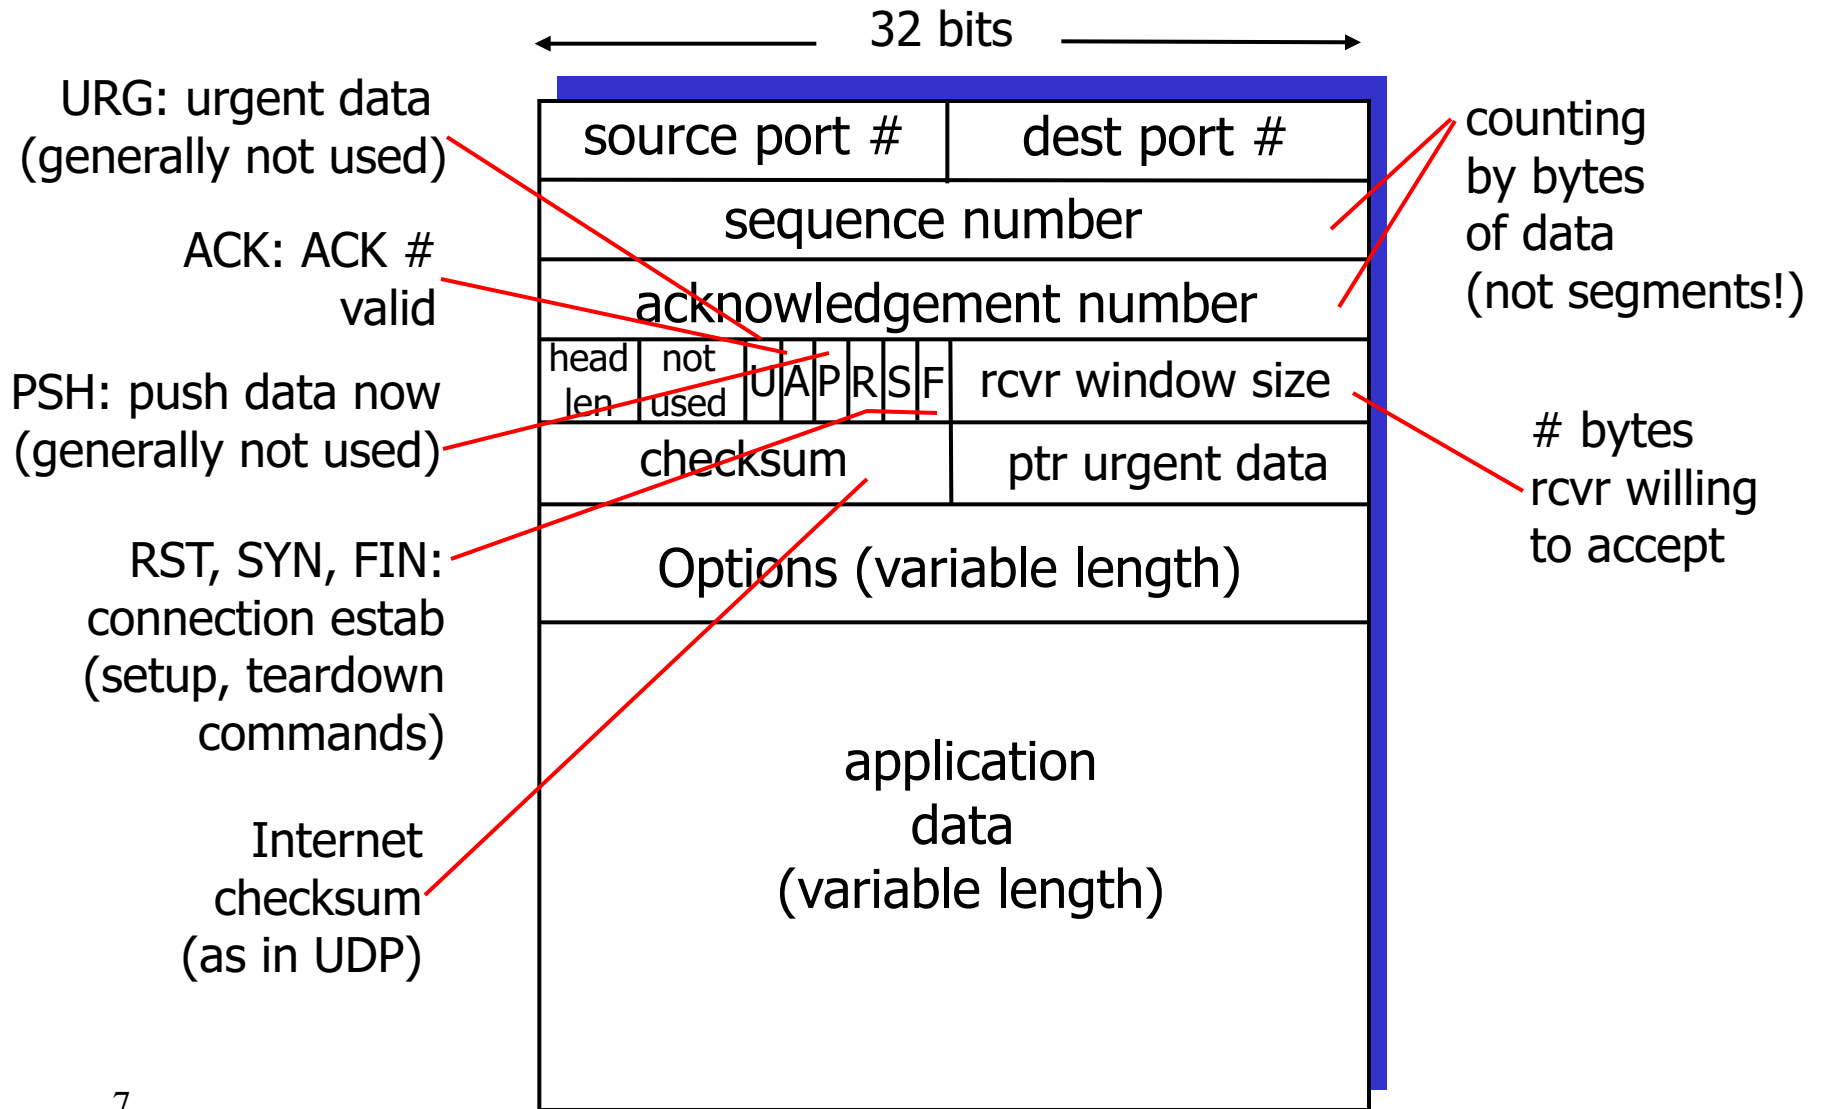 32 bits
URG: urgent data
(generally not used)
ACK: ACK #
valid
PSH: push data now
(generally not used)
RST, SYN, FIN:
connection estab
(setup, teardown
commands)
Internet
checksum
(as in UDP)
source port #
dest port #
sequence number
acknowledgement number
head
len
not
used
U A P R S F
rcvr window size
checksum
ptr urgent data
Options (variable length)
application
data
(variable length)
counting
by bytes
of data
(not segments!)
# bytes
rcvr willing
to accept
7